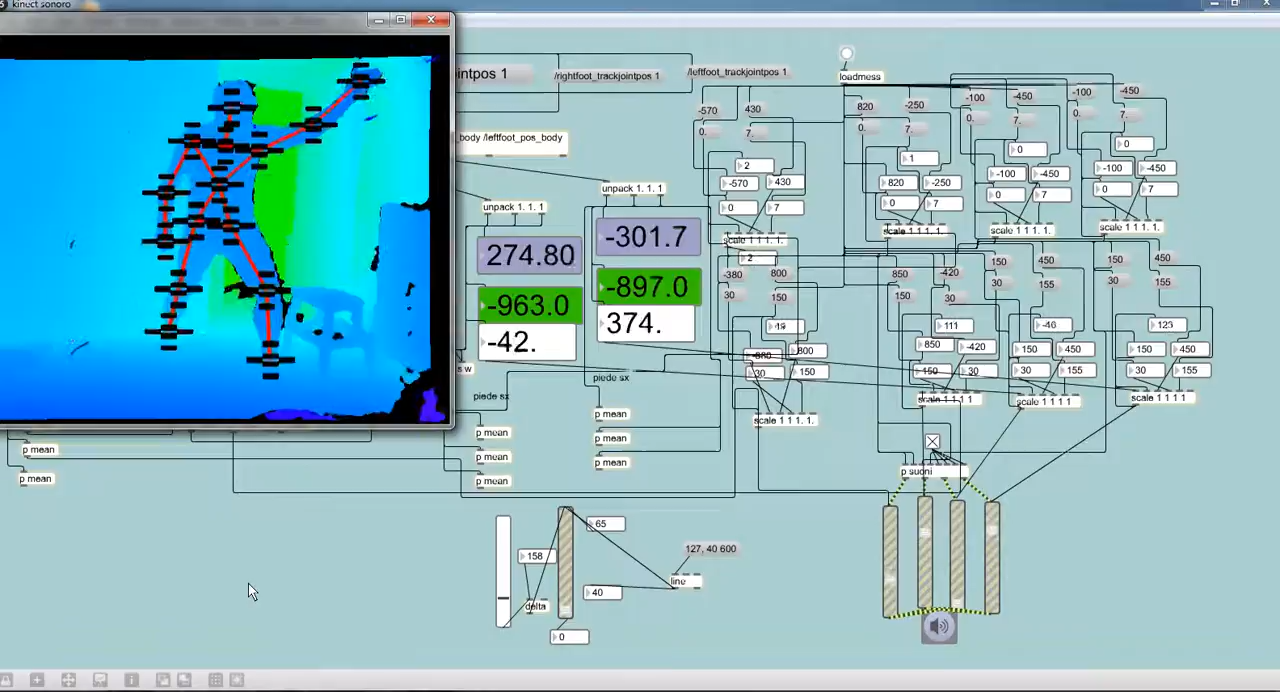 kinect sonoro
intpos 1
/rightfoot_trackjointpos 1
/leftfoot_trackjointpos 1
loadmess
_body /leftfoot_pos_body
unpack 1. 1. 1
unpack 1. 1. 1
274.80
-963.0
-42.
-301.7
-897.0
374.
s w
piede sx
piede sx
p mean
p mean
p mean
p mean
p mean
p mean
p mean
p mean
-570
430
0.
7.
2
-570
430
0
7
scale 1 1 1. 1.
2
-380
800
30
150
800
30
150
scale 1 1 1. 1.
820
-250
0.
7.
1
820
-250
0
7
scale 1 1 1. 1.
850
-420
150
30
111
850
-420
150
30
scale 1 1 1 1
-100
-450
0.
7.
0
-100
-450
0
7
scale 1 1 1. 1.
150
450
30
155
150
450
30
155
scale 1 1 1 1
-100
-450
0.
7.
0
-100
-450
0
7
scale 1 1 1. 1.
150
450
30
155
123
150
450
30
155
scale 1 1 1 1
p suoni
65
158
delta
40
0
127, 40 600
line